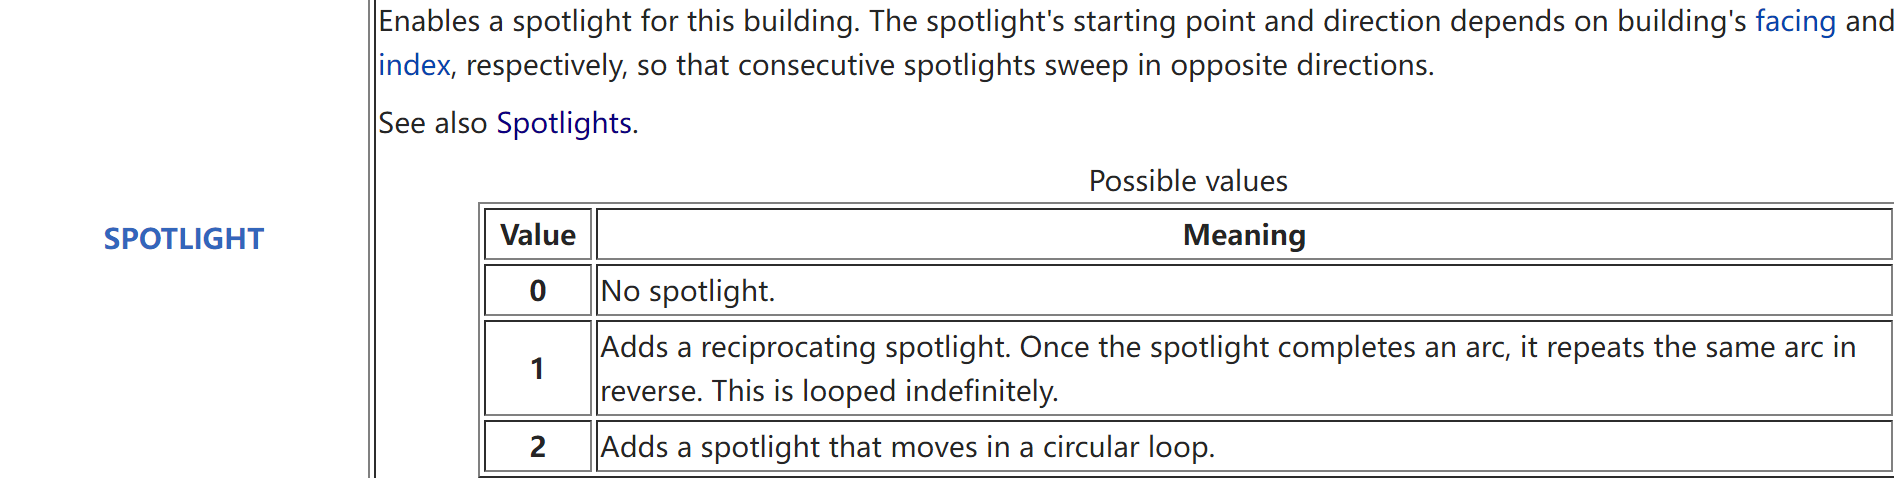 Enables a spotlight for this building. The spotlight's starting point and direction depends on building's facing and
index, respectively, so that consecutive spotlights sweep in opposite directions.
See also Spotlights.
Possible values
SPOTLIGHT
Value Meaning
0 No spotlight.
1 Adds a reciprocating spotlight. Once the spotlight completes an arc, it repeats the same arc in
reverse. This is looped indefinitely.
2 Adds a spotlight that moves in a circular loop.